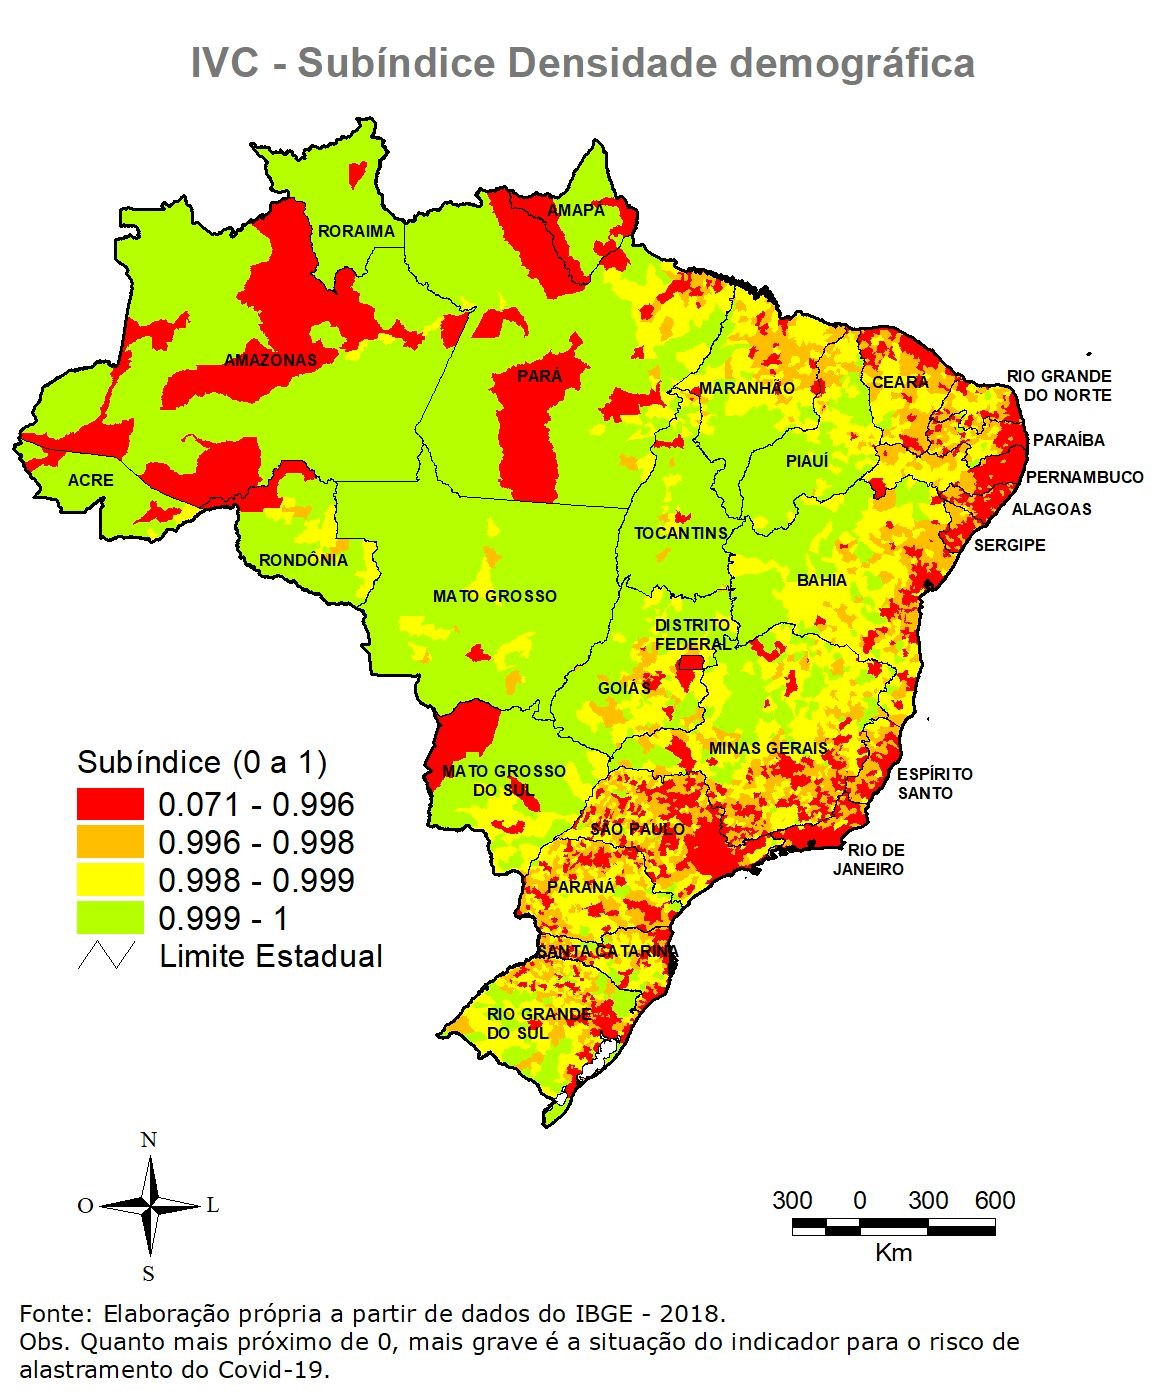 IVC - Subíndice Densidade demográfica
RORAIMA
AMAPÁ
AMAZONAS
PARÁ
MARANHÃO
CEARÁ
RIO GRANDE
DO NORTE
PARAÍBA
PIAUÍ
PERNAMBUCO
ACRE
ALAGOAS
TOCANTINS
SERGIPE
RONDÔNIA
BAHIA
MATO GROSSO
DISTRITO
FEDERAL
GOIÁS
MINAS GERAIS
MATO GROSSO
DO SUL
ESPÍRITO
SANTO
SÃO PAULO
RIO DE
JANEIRO
PARANÁ
SANTA CATARINA
RIO GRANDE
DO SUL
Subíndice (0 a 1)
0.071 - 0.996
0.996 - 0.998
0.998 - 0.999
0.999 - 1
Limite Estadual
N
O
L
S
300 0 300 600
Km
Fonte: Elaboração própria a partir de dados do IBGE - 2018.
Obs. Quanto mais próximo de 0, mais grave é a situação do indicador para o risco de
alastramento do Covid-19.